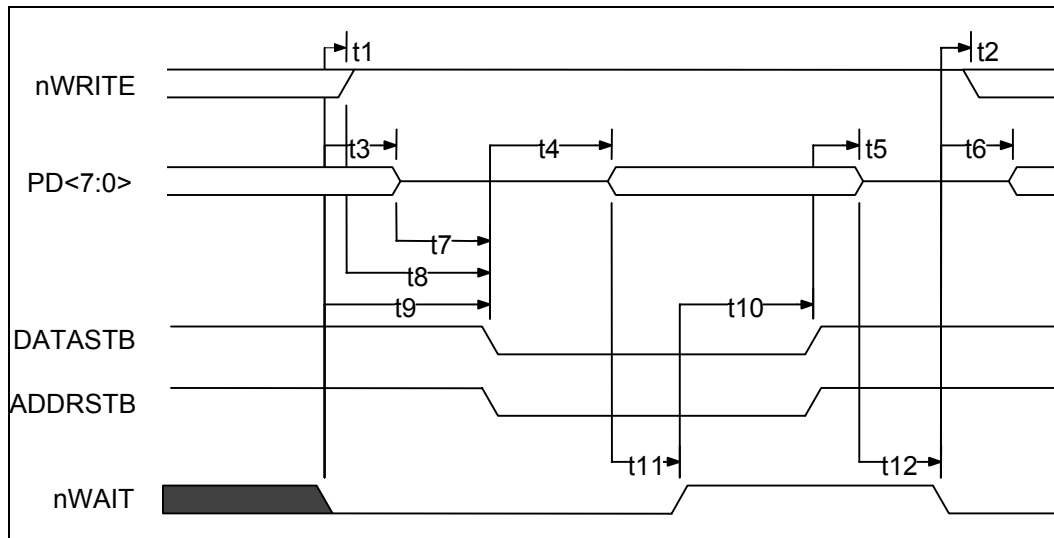 t1
t2
nWRITE
t3
t4
t5
t6
PD<7:0>
t7
t8
t9
t10
DATASTB
ADDRSTB
t11
t12
nWAIT